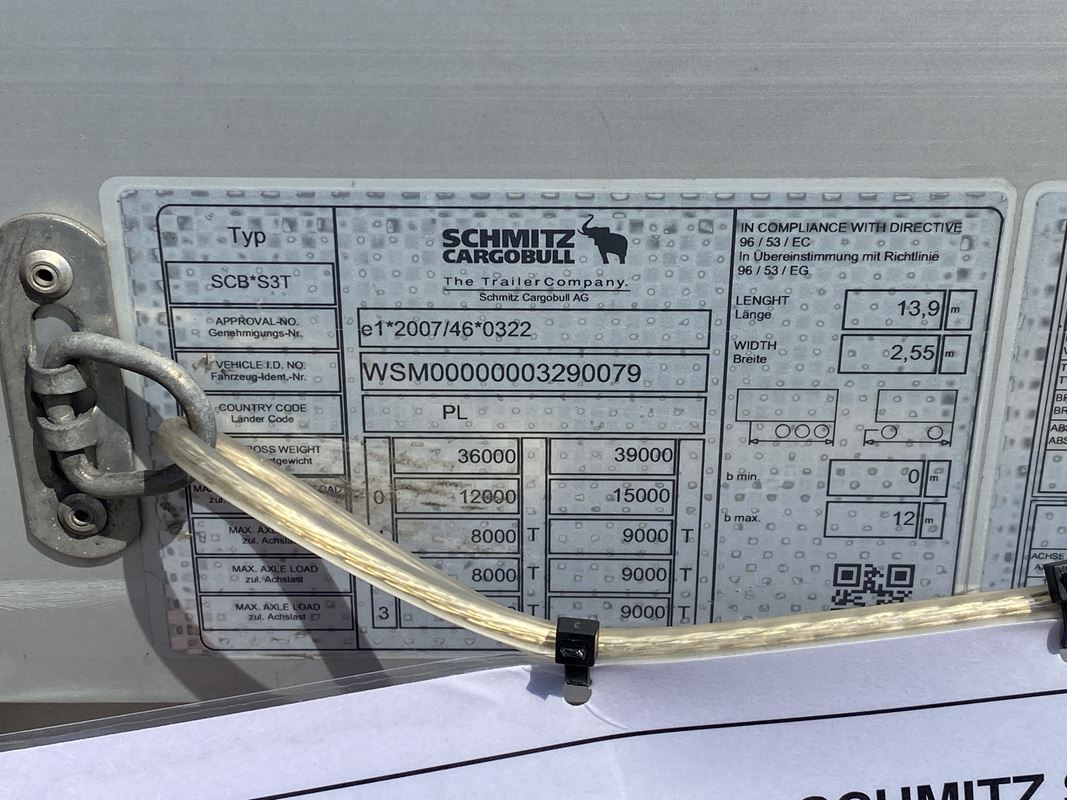 Typ
SCB*S3T
SCHMITZ
CARGOBULL
The TrailerCompany.
Schmitz Cargobull AG
APPROVAL-NO.
Genehmigungs-Nr.
e1*2007/46*0322
VEHICLE I.D. NO.
Fahrzeug-Ident.-Nr.
WSM00000003290079
COUNTRY CODE
Länder Code
PL
WEIGHT
36000
39000
0
12000
15000
MAX.
zul. Achslast
8000 T
9000 T
MAX. AXLE LOAD
zul. Achslast
8000 T
9000 T
MAX. AXLE LOAD
zul. Achslast
3
T
9000 T
IN COMPLIANCE WITH DIRECTIVE
96 / 53 / EC
In Übereinstimmung mit Richtlinie
96 / 53 / EG
LENGHT
Länge
13,9 m
WIDTH
Breite
2,55 m
b min.
0 m
b max.
12 m
ACHSE
SCHMITZ